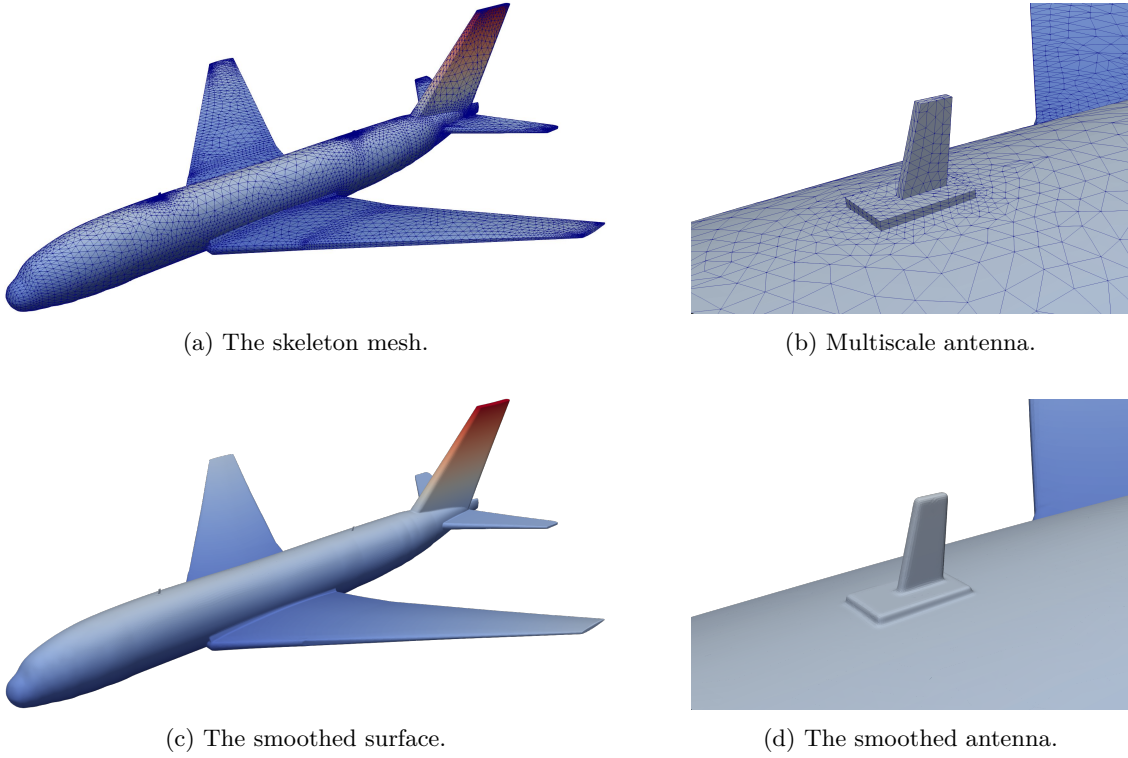 (a) The skeleton mesh.
(b) Multiscale antenna.
(c) The smoothed surface.
(d) The smoothed antenna.